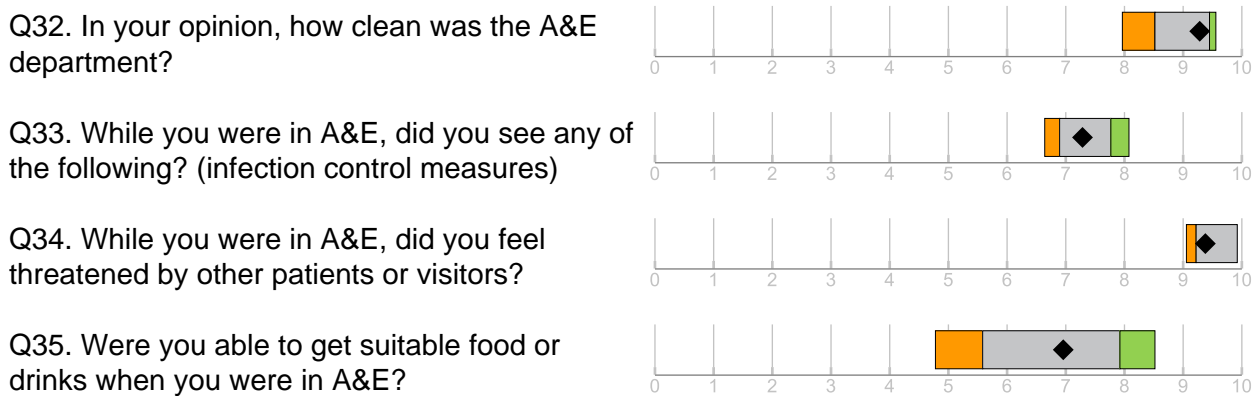 Q32. In your opinion, how clean was the A&E
department?
0 1 2 3 4 5 6 7 8 9 10
Q33. While you were in A&E, did you see any of
the following? (infection control measures)
0 1 2 3 4 5 6 7 8 9 10
Q34. While you were in A&E, did you feel
threatened by other patients or visitors?
0 1 2 3 4 5 6 7 8 9 10
Q35. Were you able to get suitable food or
drinks when you were in A&E?
0 1 2 3 4 5 6 7 8 9 10